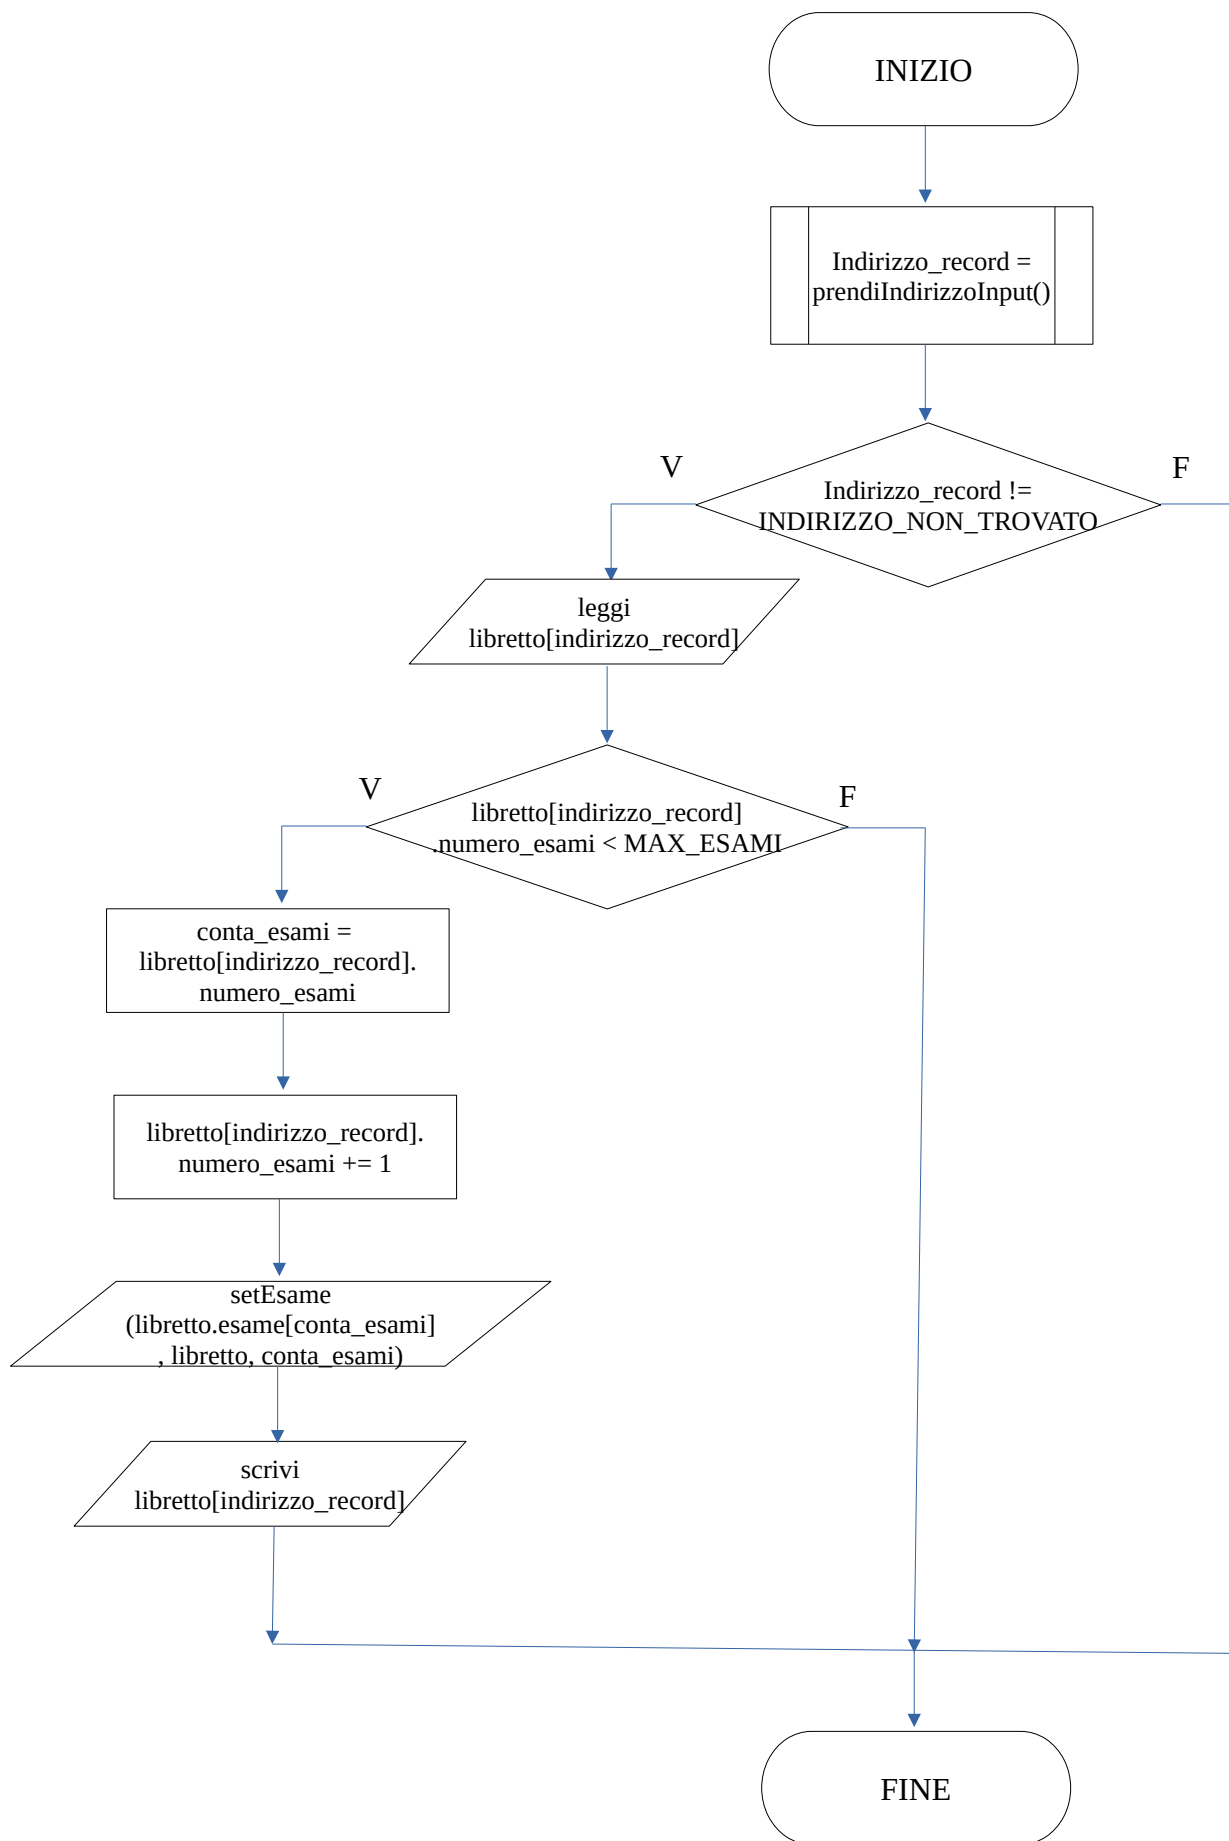 INIZIO
Indirizzo_record =
prendiIndirizzoInput()
V
F
Indirizzo_record !=
INDIRIZZO_NON_TROVATO
leggi
libretto[indirizzo_record]
V
F
libretto[indirizzo_record]
.numero_esami < MAX_ESAMI
conta_esami =
libretto[indirizzo_record].
numero_esami
libretto[indirizzo_record].
numero_esami += 1
setEsame
(libretto.esame[conta_esami]
, libretto, conta_esami)
scrivi
libretto[indirizzo_record]
FINE